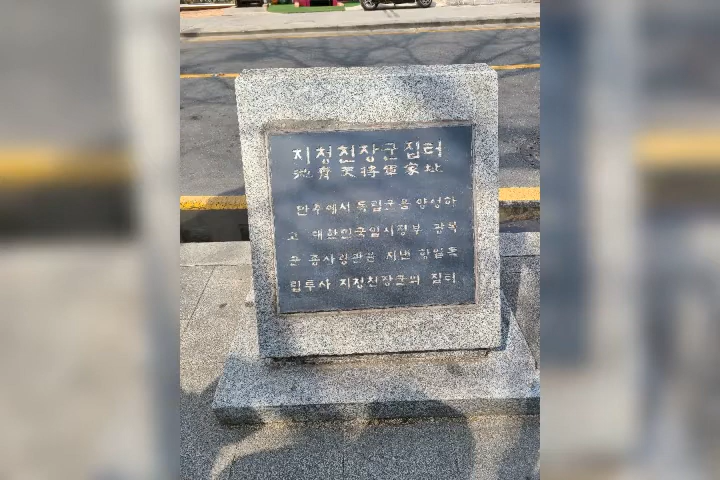 지청천장군집터
池靑天將軍家址
만주에서 독립군을 양성하
고 대한민국임시정부 광복
군 총사령관을 지낸 항일독
립투사 지청천장군의 집터